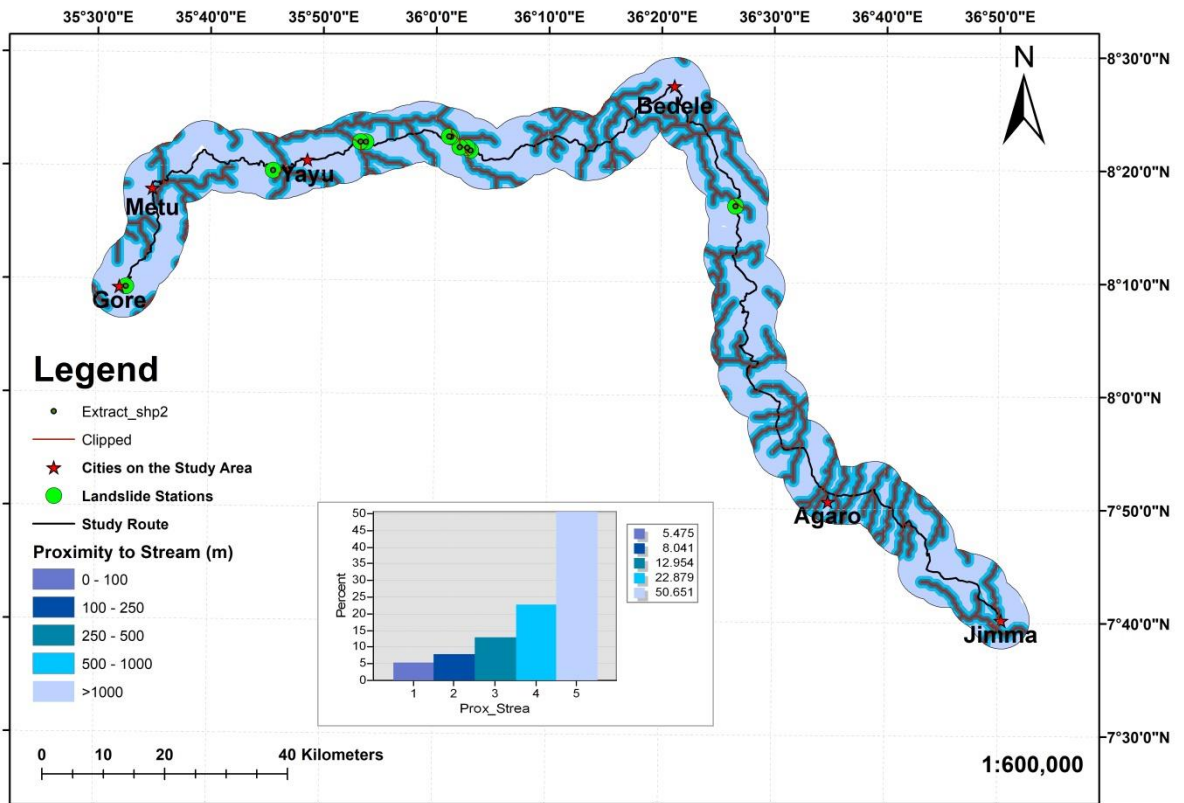 35°30'0"E 35°40'0"E 35°50'0"E 36°0'0"E 36°10'0"E 36°20'0"E 36°30'0"E 36°40'0"E 36°50'0"E
N
8°30'0"N
Bedele
8°20'0"N
Yayu
Metu
8°10'0"N
Gore
Legend
Extract_shp2
Clipped
Cities on the Study Area
Landslide Stations
Study Route
Proximity to Stream (m)
0 - 100
100 - 250
250 - 500
500 - 1000
>1000
0 10 20 40 Kilometers
Percent
50
45
40
35
30
25
20
15
10
5
0
1 2 3 4 5
Prox_Strea
5.475
8.041
12.954
22.879
50.651
8°0'0"N
7°50'0"N
Agaro
7°40'0"N
Jimma
7°30'0"N
1:600,000